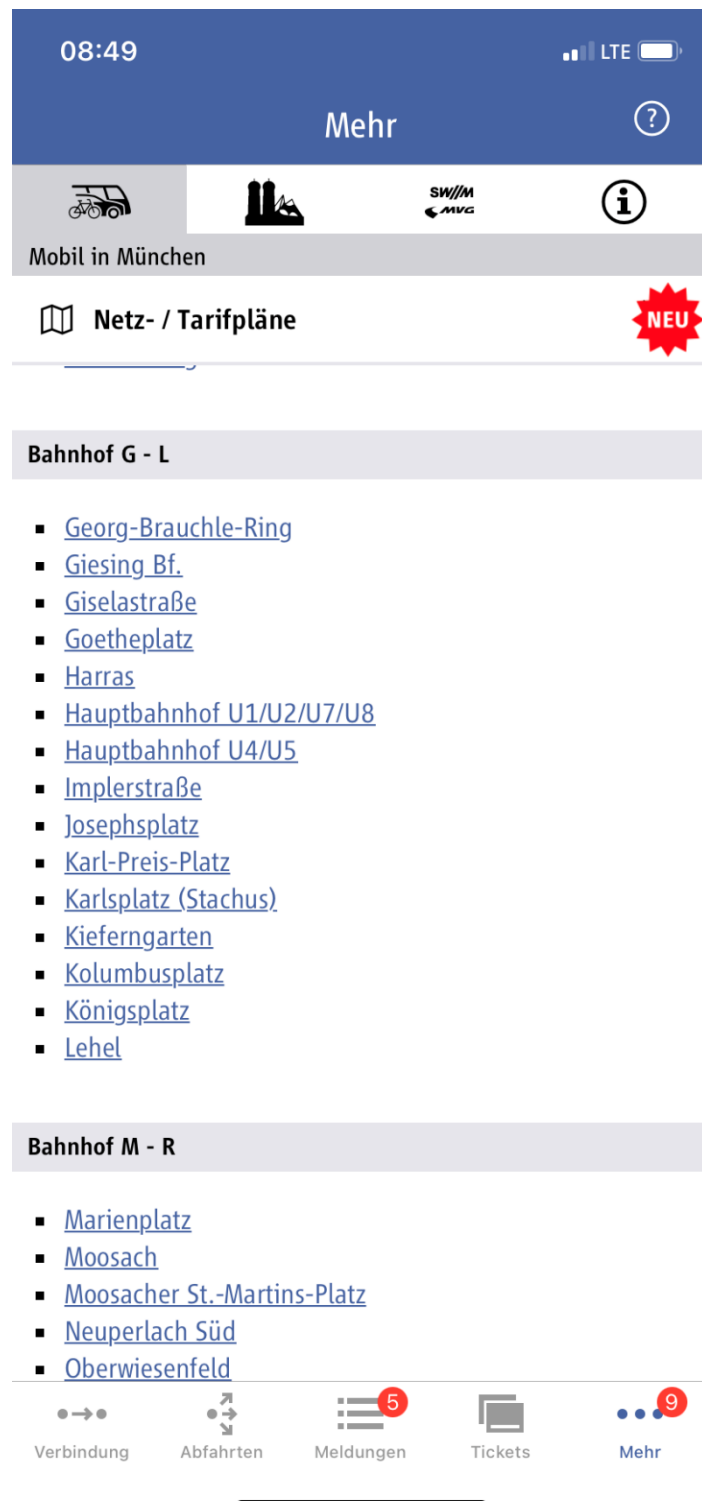 08:49
LTE
Mehr
?
SW//M
MVG
i
Mobil in München
Netz- / Tarifpläne
NEU
Bahnhof G - L
Georg-Brauchle-Ring
Giesing Bf.
Giselastraße
Goetheplatz
Harras
Hauptbahnhof U1/U2/U7/U8
Hauptbahnhof U4/U5
Implerstraße
Josephsplatz
Karl-Preis-Platz
Karlsplatz (Stachus)
Kieferngarten
Kolumbusplatz
Königsplatz
Lehel
Bahnhof M - R
Marienplatz
Moosach
Moosacher St.-Martins-Platz
Neuperlach Süd
Oberwiesenfeld
5
9
Verbindung
Abfahrten
Meldungen
Tickets
Mehr